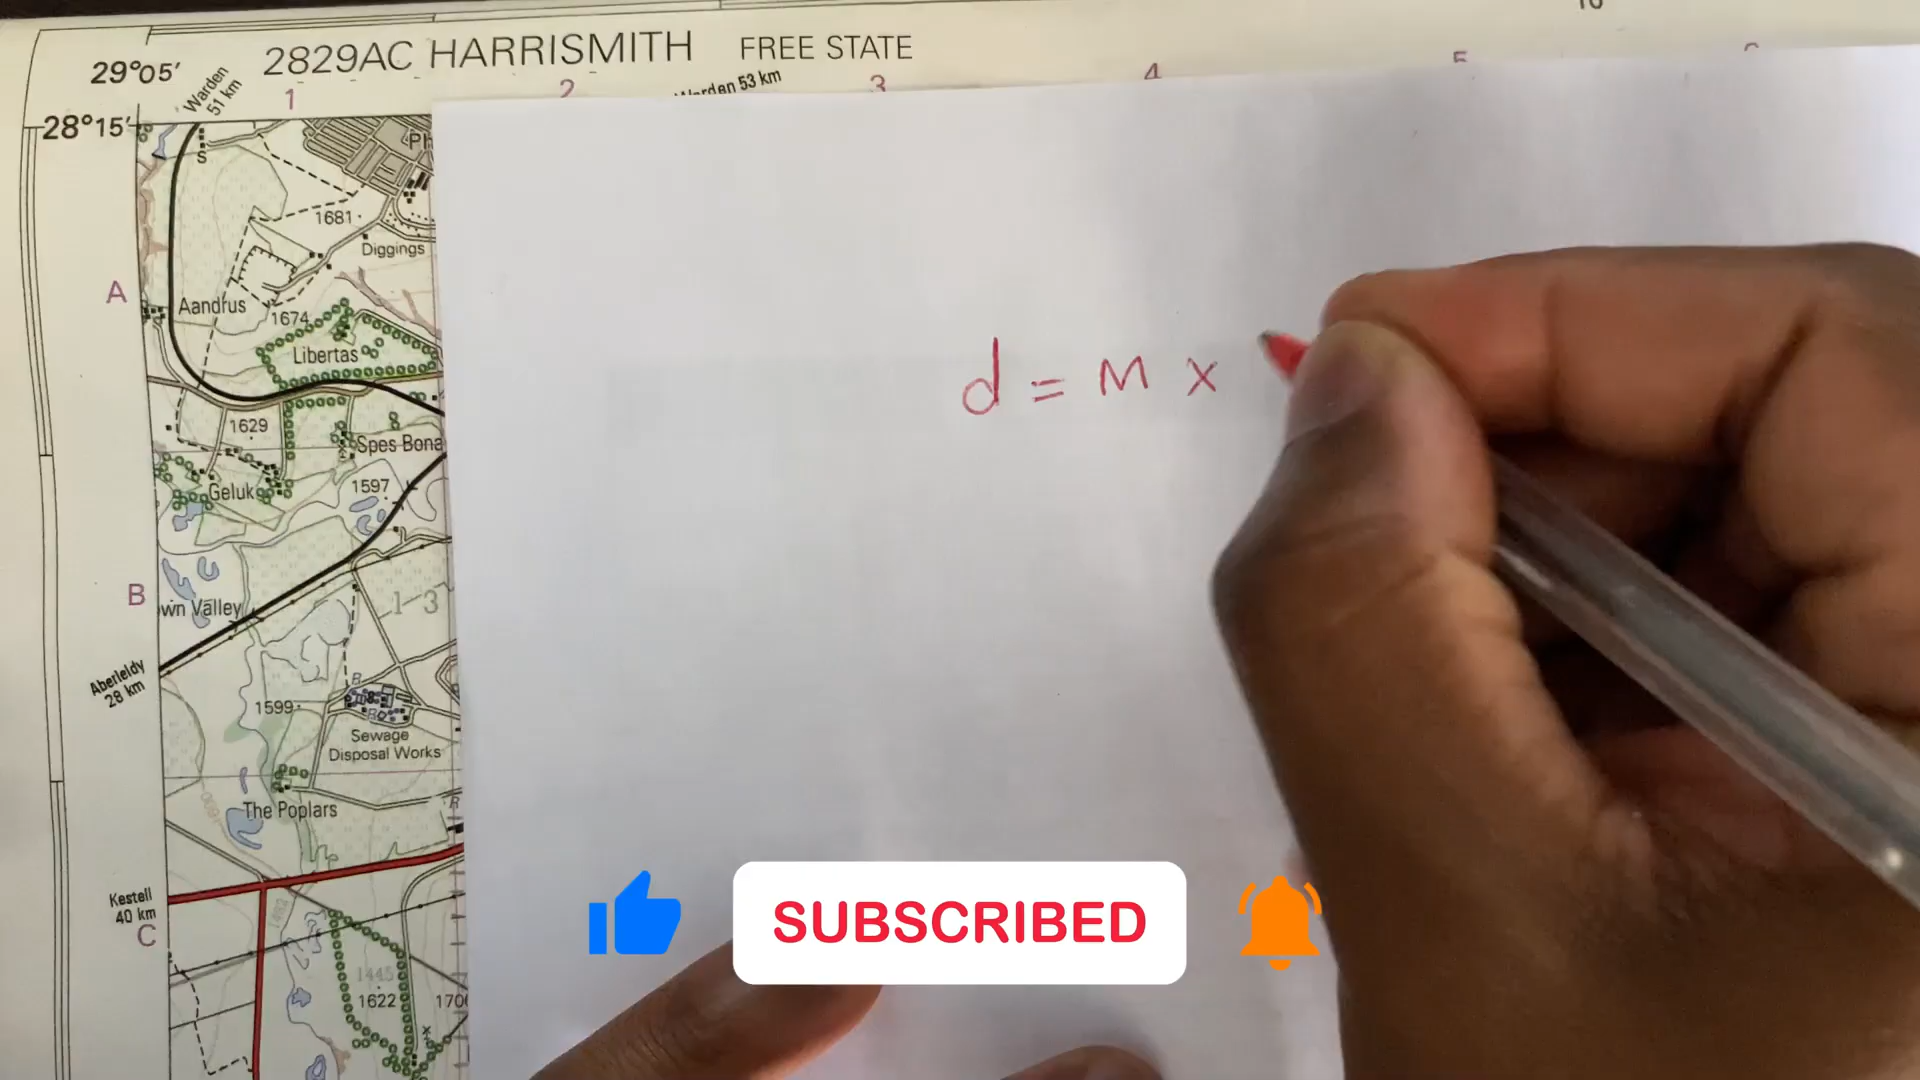 29°05'
2829AC HARRISMITH FREE STATE
Warden
51 km
1
2
Warden 53 km
3
4
28°15'
S
1681
Diggings
A
Aandrus
1674
Libertas
1629
Spes Bona
Geluk
1597
B
wn Valley
1-3
Aberleldy
28 km
1599
Sewage
Disposal Works
The Poplars
R
Kestell
40 km
C
1445
1622
d = m x
SUBSCRIBED